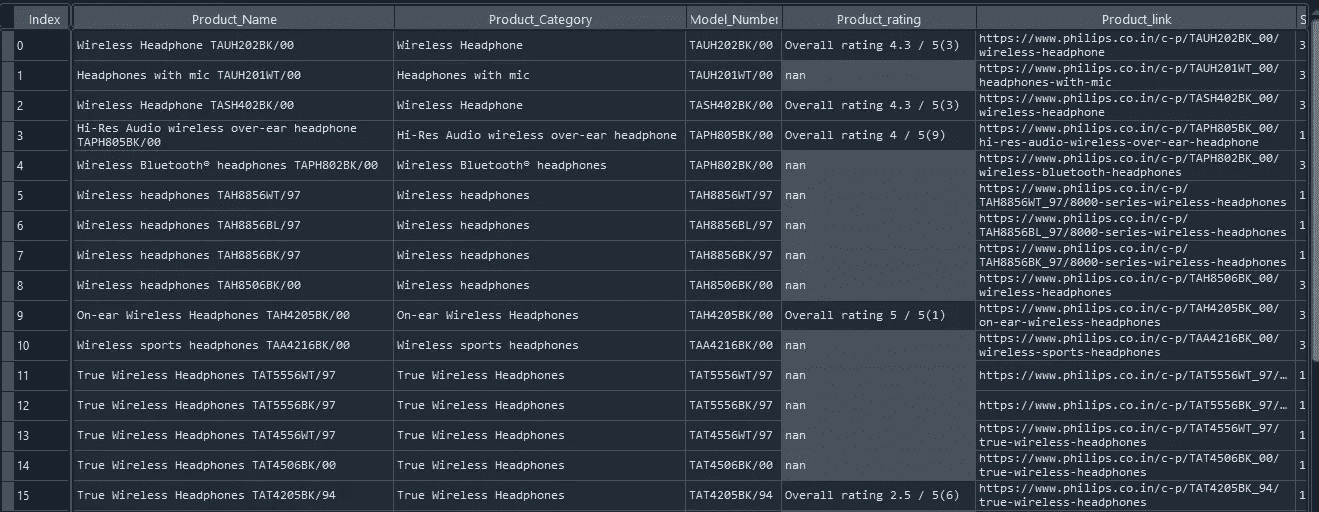 Index Product_Name Product_Category Model_Number Product_rating Product_link S
0 Wireless Headphone TAUH202BK/00 Wireless Headphone TAUH202BK/00 Overall rating 4.3 / 5(3) https://www.philips.co.in/c-p/TAUH202BK_00/ 3
wireless-headphone
1 Headphones with mic TAUH201WT/00 Headphones with mic TAUH201WT/00 nan https://www.philips.co.in/c-p/TAUH201WT_00/ 3
headphones-with-mic
2 Wireless Headphone TASH402BK/00 Wireless Headphone TASH402BK/00 Overall rating 4.3 / 5(3) https://www.philips.co.in/c-p/TASH402BK_00/ 3
wireless-headphone
3 Hi-Res Audio wireless over-ear headphone Hi-Res Audio wireless over-ear headphone TAPH805BK/00 Overall rating 4 / 5(9) https://www.philips.co.in/c-p/TAPH805BK_00/ 1
TAPH805BK/00 hi-res-audio-wireless-over-ear-headphone
4 Wireless Bluetooth® headphones TAPH802BK/00 Wireless Bluetooth® headphones TAPH802BK/00 nan https://www.philips.co.in/c-p/TAPH802BK_00/ 3
wireless-bluetooth-headphones
5 Wireless headphones TAH8856WT/97 Wireless headphones TAH8856WT/97 nan https://www.philips.co.in/c-p/ 1
TAH8856WT_97/8000-series-wireless-headphones
6 Wireless headphones TAH8856BL/97 Wireless headphones TAH8856BL/97 nan https://www.philips.co.in/c-p/ 1
TAH8856BL_97/8000-series-wireless-headphones
7 Wireless headphones TAH8856BK/97 Wireless headphones TAH8856BK/97 nan https://www.philips.co.in/c-p/ 1
TAH8856BK_97/8000-series-wireless-headphones
8 Wireless headphones TAH8506BK/00 Wireless headphones TAH8506BK/00 nan https://www.philips.co.in/c-p/TAH8506BK_00/ 3
wireless-headphones
9 On-ear Wireless Headphones TAH4205BK/00 On-ear Wireless Headphones TAH4205BK/00 Overall rating 5 / 5(1) https://www.philips.co.in/c-p/TAH4205BK_00/ 3
on-ear-wireless-headphones
10 Wireless sports headphones TAA4216BK/00 Wireless sports headphones TAA4216BK/00 nan https://www.philips.co.in/c-p/TAA4216BK_00/ 3
wireless-sports-headphones
11 True Wireless Headphones TAT5556WT/97 True Wireless Headphones TAT5556WT/97 nan https://www.philips.co.in/c-p/TAT5556WT_97/… 1
12 True Wireless Headphones TAT5556BK/97 True Wireless Headphones TAT5556BK/97 nan https://www.philips.co.in/c-p/TAT5556BK_97/… 1
13 True Wireless Headphones TAT4556WT/97 True Wireless Headphones TAT4556WT/97 nan https://www.philips.co.in/c-p/TAT4556WT_97/ 1
true-wireless-headphones
14 True Wireless Headphones TAT4506BK/00 True Wireless Headphones TAT4506BK/00 nan https://www.philips.co.in/c-p/TAT4506BK_00/ 1
true-wireless-headphones
15 True Wireless Headphones TAT4205BK/94 True Wireless Headphones TAT4205BK/94 Overall rating 2.5 / 5(6) https://www.philips.co.in/c-p/TAT4205BK_94/ 1
true-wireless-headphones